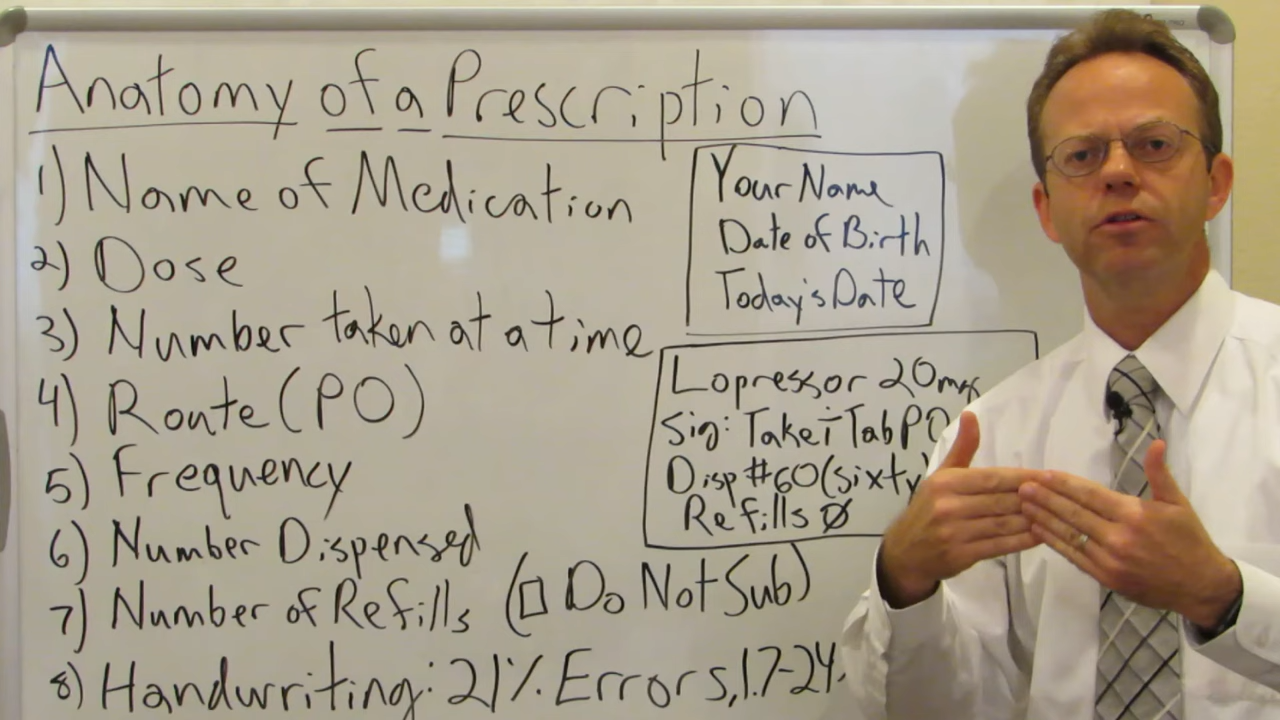 Anatomy of a Prescription
1) Name of Medication
2) Dose
3) Number taken at a time
4) Route (PO)
5) Frequency
6) Number Dispensed
7) Number of Refills (☐ Do Not Sub)
8) Handwriting: 21% Errors, 1.7-24
Your Name
Date of Birth
Today's Date
Lopressor 20mg
Sig: Take i Tab PO
Disp #60 (sixty)
Refills Ø